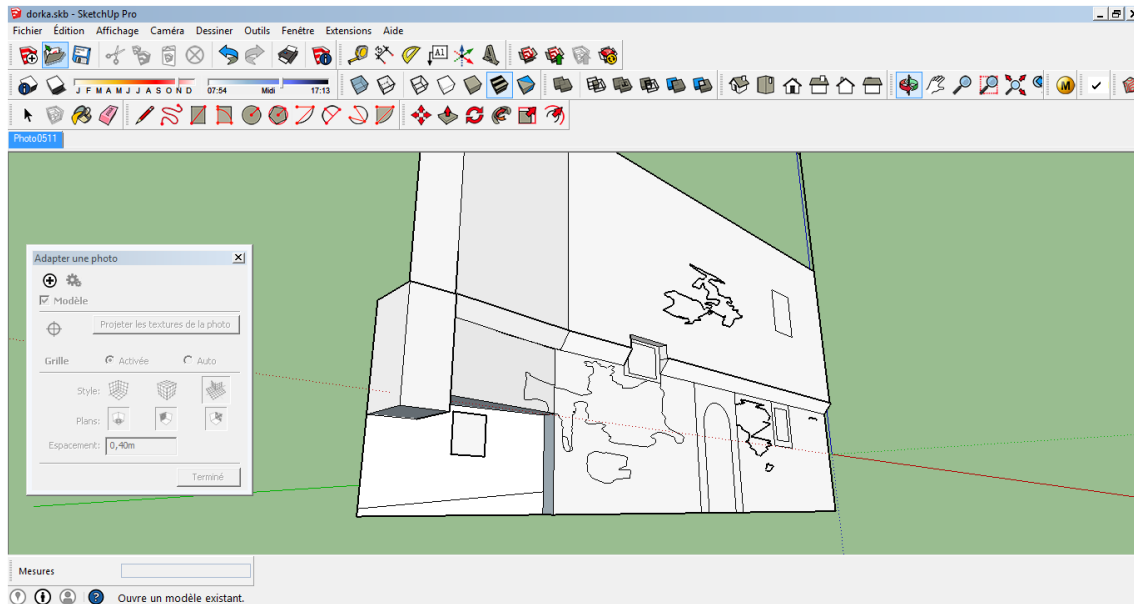 dorka.skb - SketchUp Pro
Fichier Édition Affichage Caméra Dessiner Outils Fenêtre Extensions Aide
A1
J F M A M J J A S O N D 07:54 Midi 17:13 M
Photo0511
Adapter une photo
Modèle
Projeter les textures de la photo
Grille Activée Auto
Style:
Plans:
Espacement: 0,40m
Terminé
Mesures
Ouvre un modèle existant.